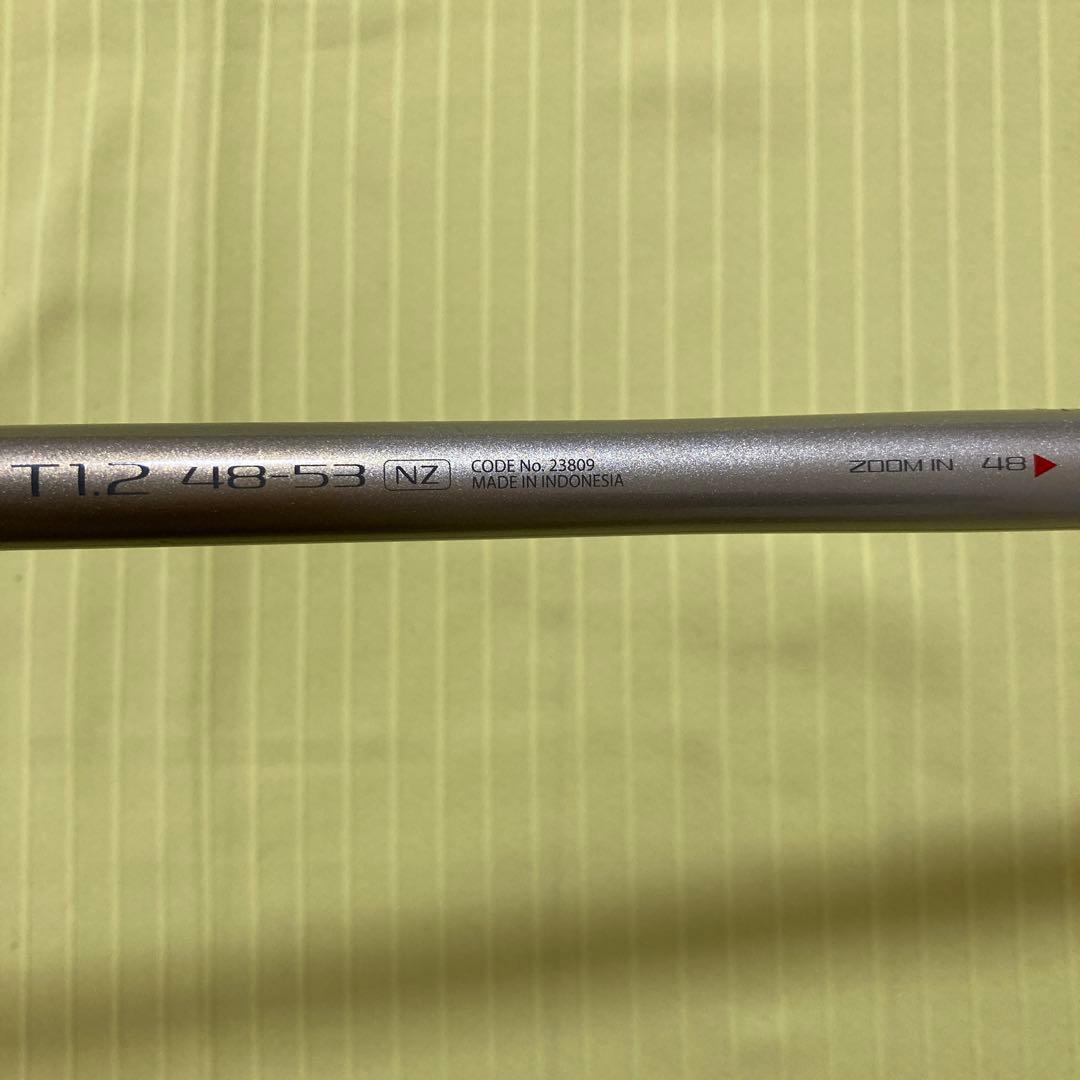 T1.2 48-53 NZ
CODE No. 23809
MADE IN INDONESIA
ZOOM IN 48